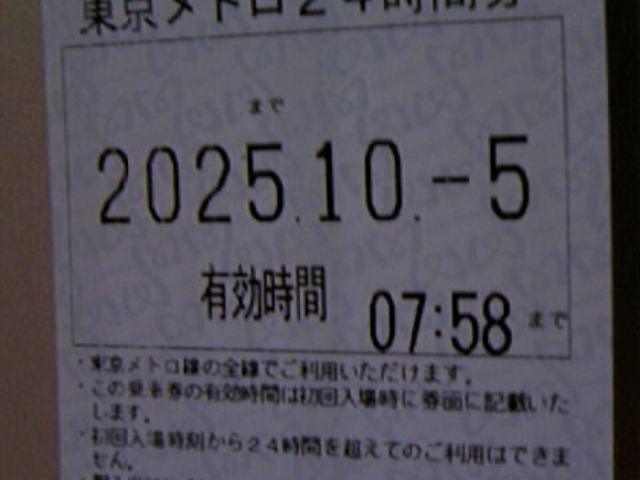 東京メトロ24時間券
まで
2025.10.-5
有効時間 07:58 まで
・東京メトロ線の全線でご利用いただけます。
・この乗車券の有効時間は初回入場時に券面に記載いた
します。
・初回入場時刻から24時間を超えてのご利用はできま
せん。